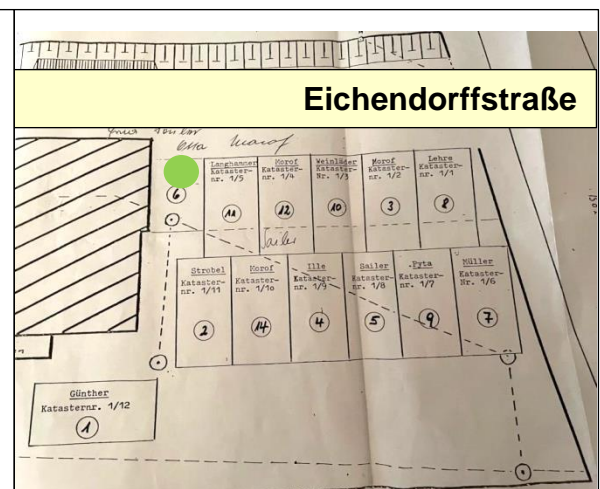 Eichendorffstraße
Morof
6
Langhammer
Kataster-
nr. 1/5
11
Morof
Kataster-
nr. 1/4
12
Weinläder
Kataster-
Nr. 1/3
10
Morof
Kataster-
nr. 1/2
3
Lehrs
Kataster-
nr. 1/1
8
Sailer
Strobel
Kataster-
nr. 1/11
2
Morof
Kataster-
nr. 1/10
14
Ille
Kataster-
nr. 1/9
4
Sailer
Kataster-
nr. 1/8
5
Pyta
Kataster-
nr. 1/7
9
Müller
Kataster-
Nr. 1/6
7
Günther
Katasternr. 1/12
1